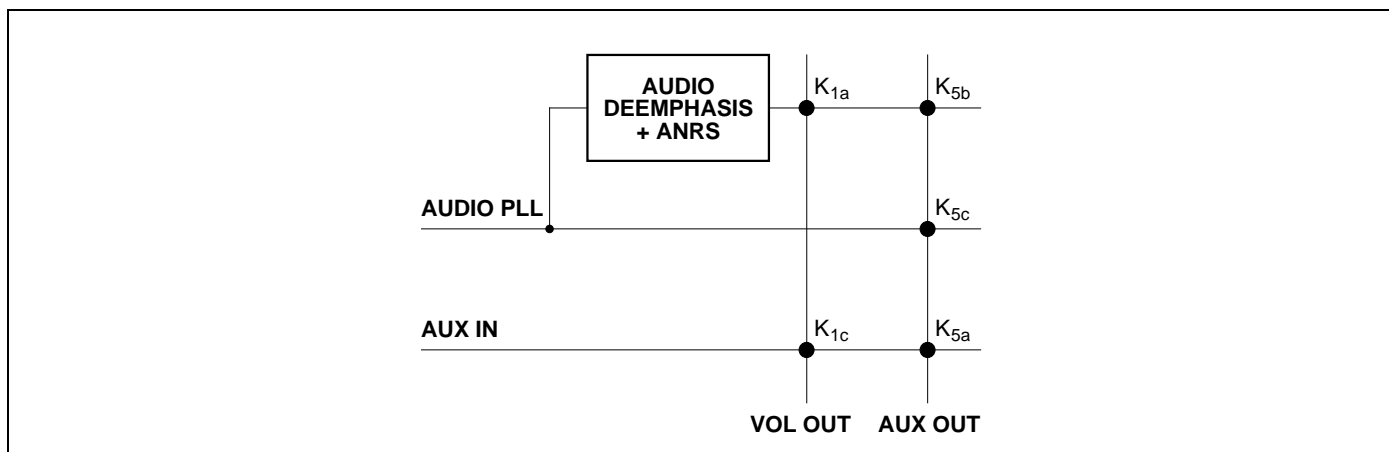 AUDIO
DEEMPHASIS
+ ANRS
K1a
K5b
AUDIO PLL
K5c
AUX IN
K1c
K5a
VOL OUT
AUX OUT